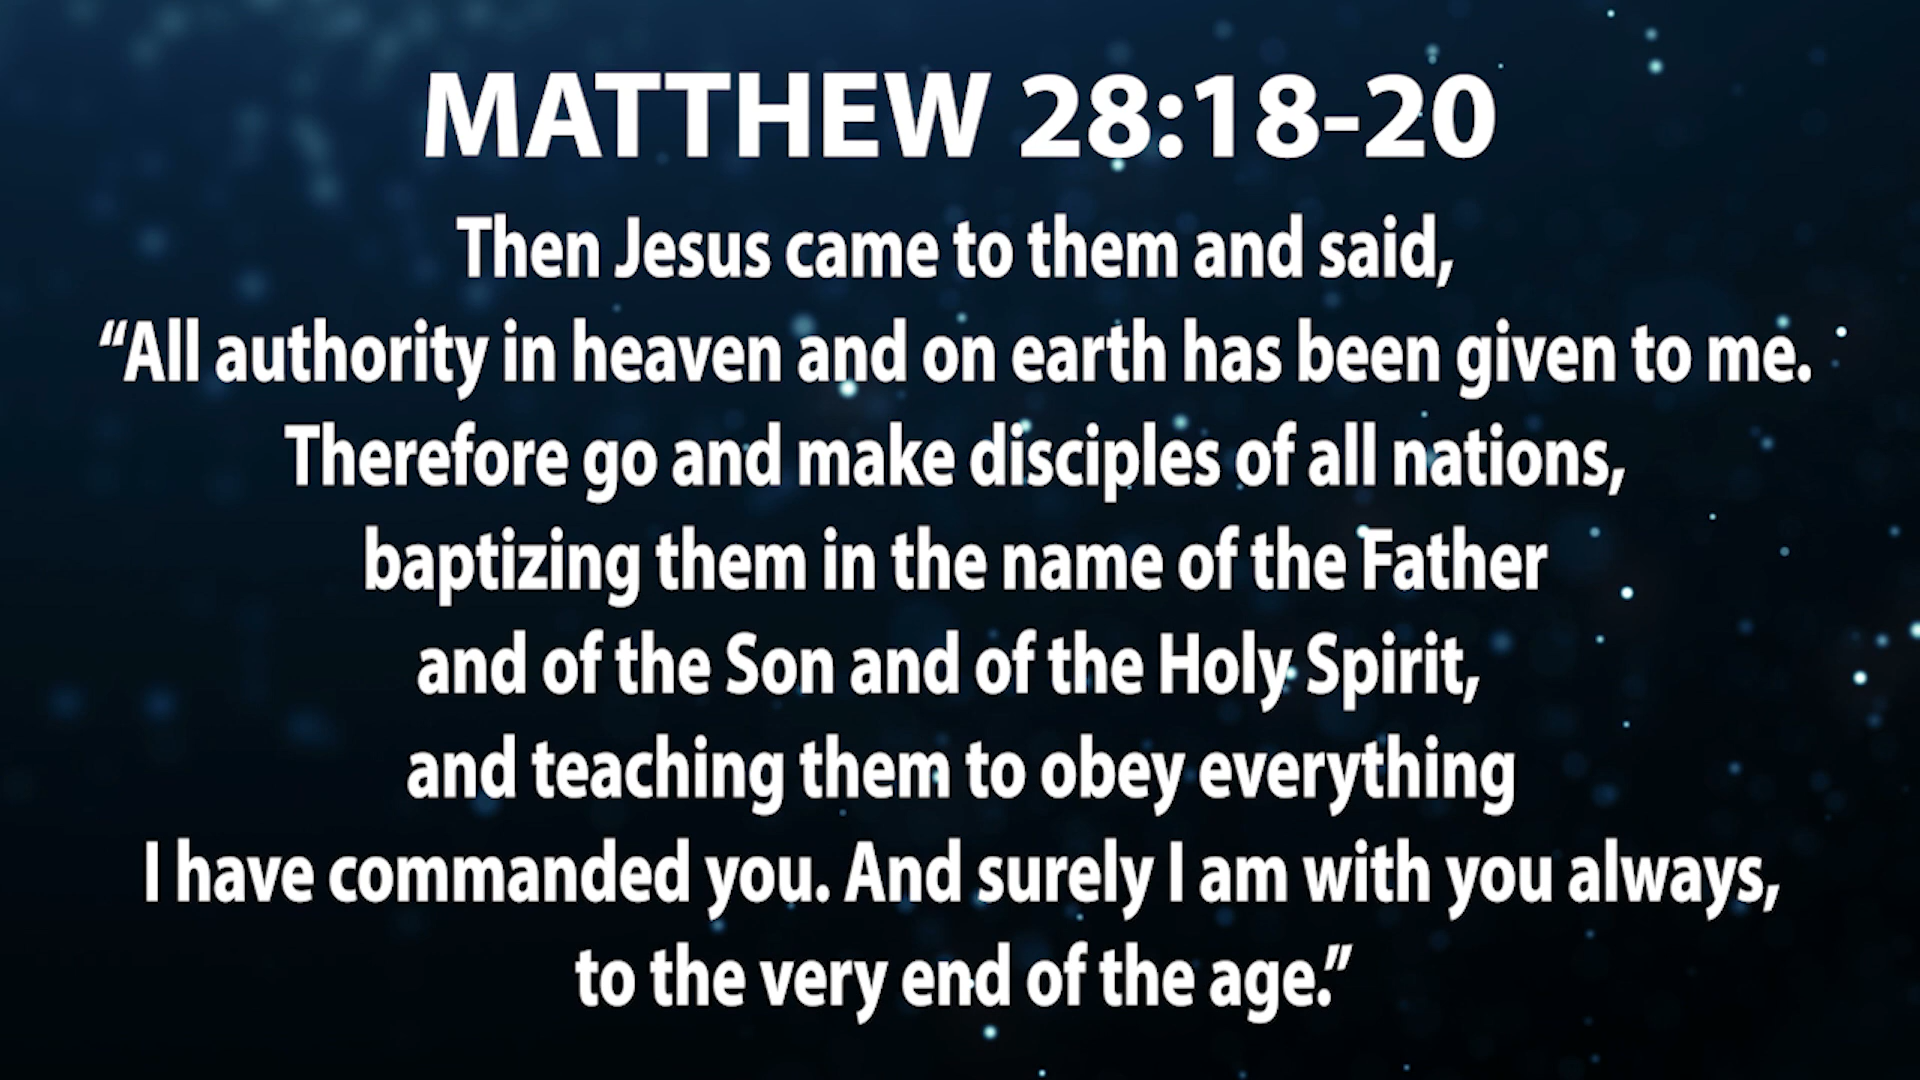 MATTHEW 28:18-20
Then Jesus came to them and said,
“All authority in heaven and on earth has been given to me.
Therefore go and make disciples of all nations,
baptizing them in the name of the Father
and of the Son and of the Holy Spirit,
and teaching them to obey everything
I have commanded you. And surely I am with you always,
to the very end of the age.”